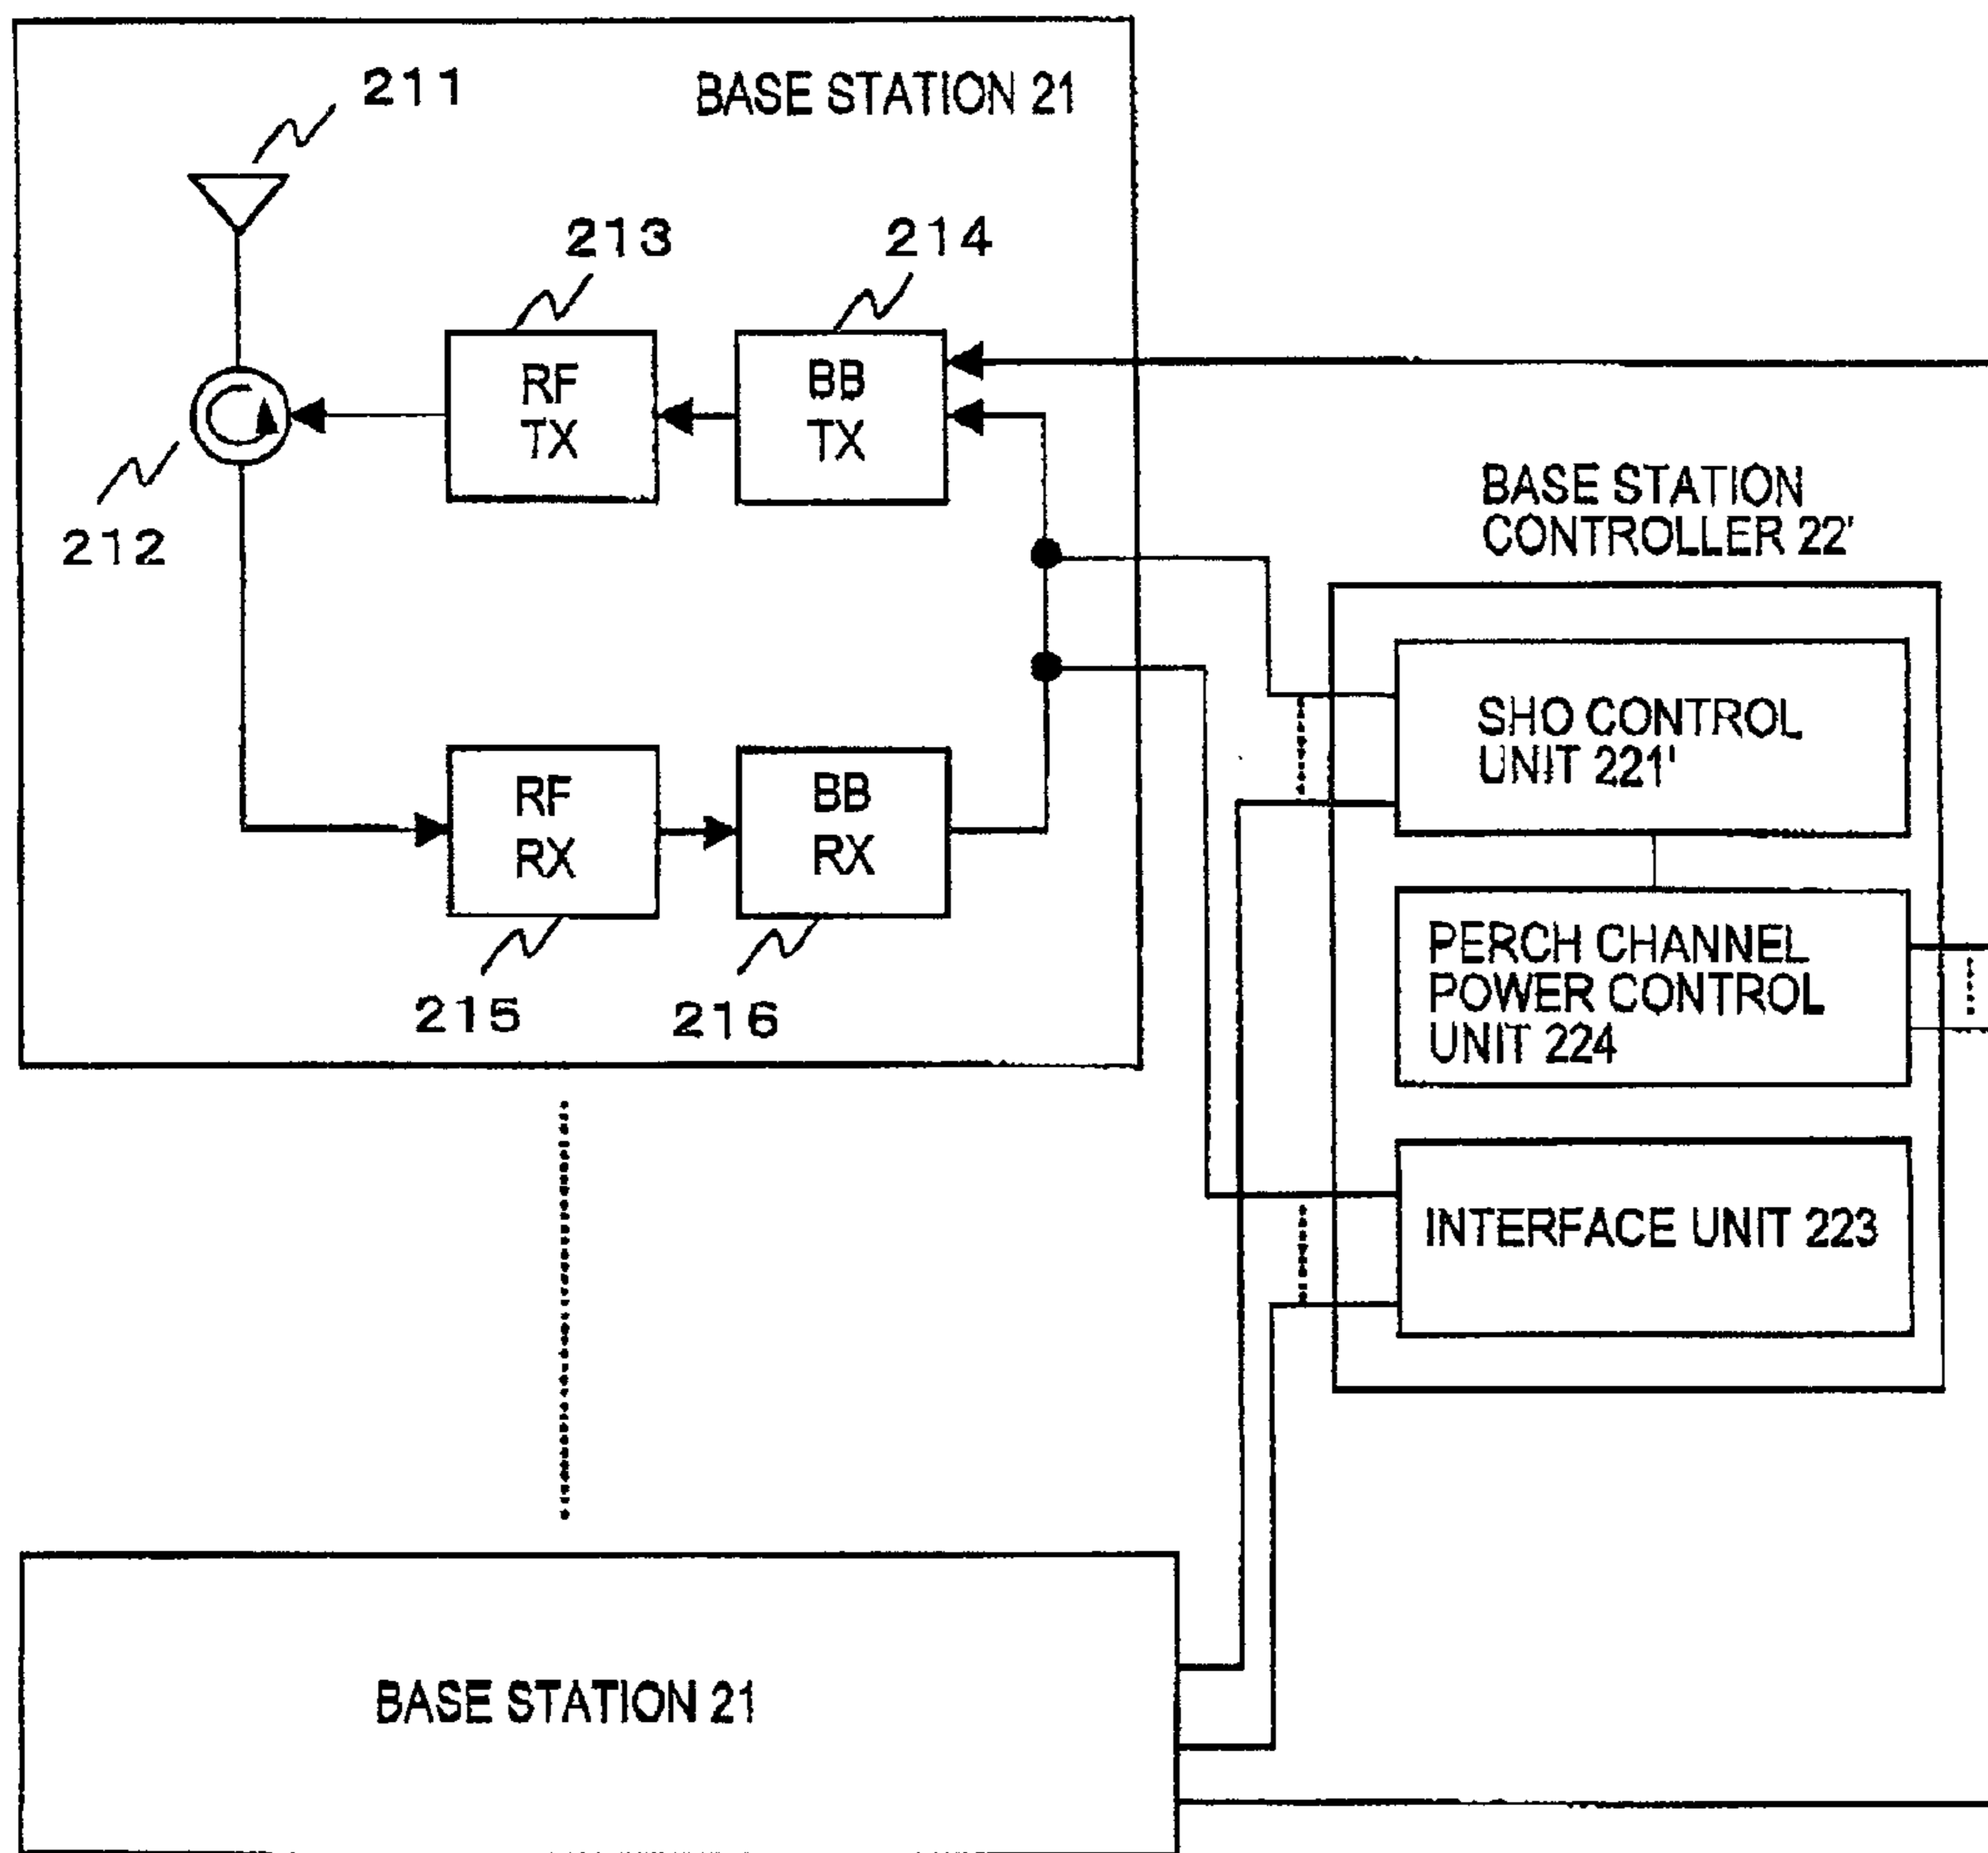 211
BASE STATION 21
213
214
RF
TX
BB
TX
212
BASE STATION
CONTROLLER 22'
SHO CONTROL
UNIT 221'
RF
RX
BB
RX
215
216
PERCH CHANNEL
POWER CONTROL
UNIT 224
INTERFACE UNIT 223
BASE STATION 21